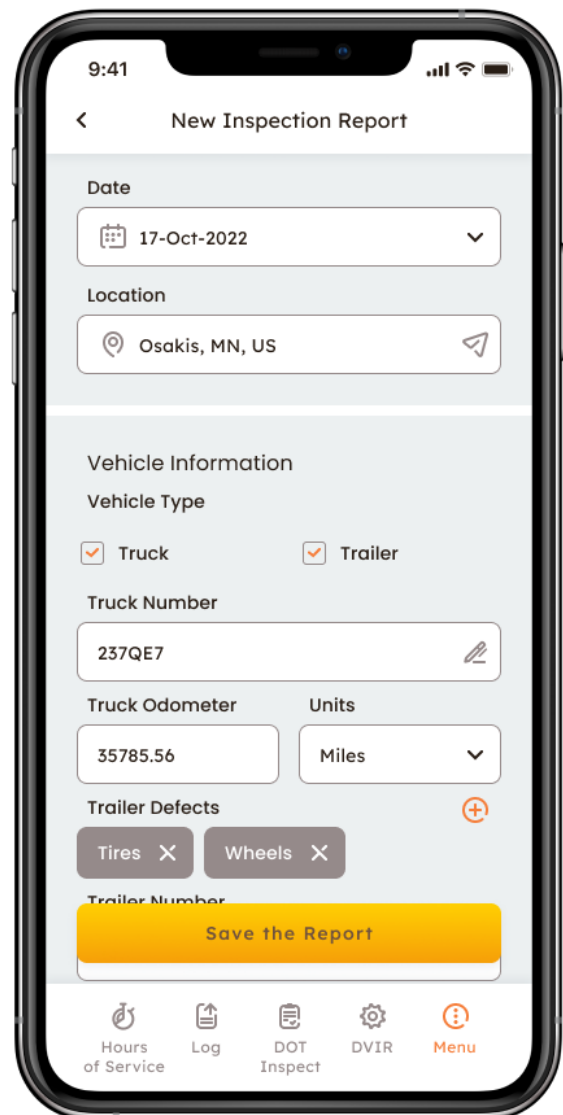 9:41
New Inspection Report
Date
17-Oct-2022
Location
Osakis, MN, US
Vehicle Information
Vehicle Type
Truck Trailer
Truck Number
237QE7
Truck Odometer Units
35785.56 Miles
Trailer Defects
Tires Wheels
Trailer Number
Save the Report
Hours of Service
Log
DOT Inspect
DVIR
Menu